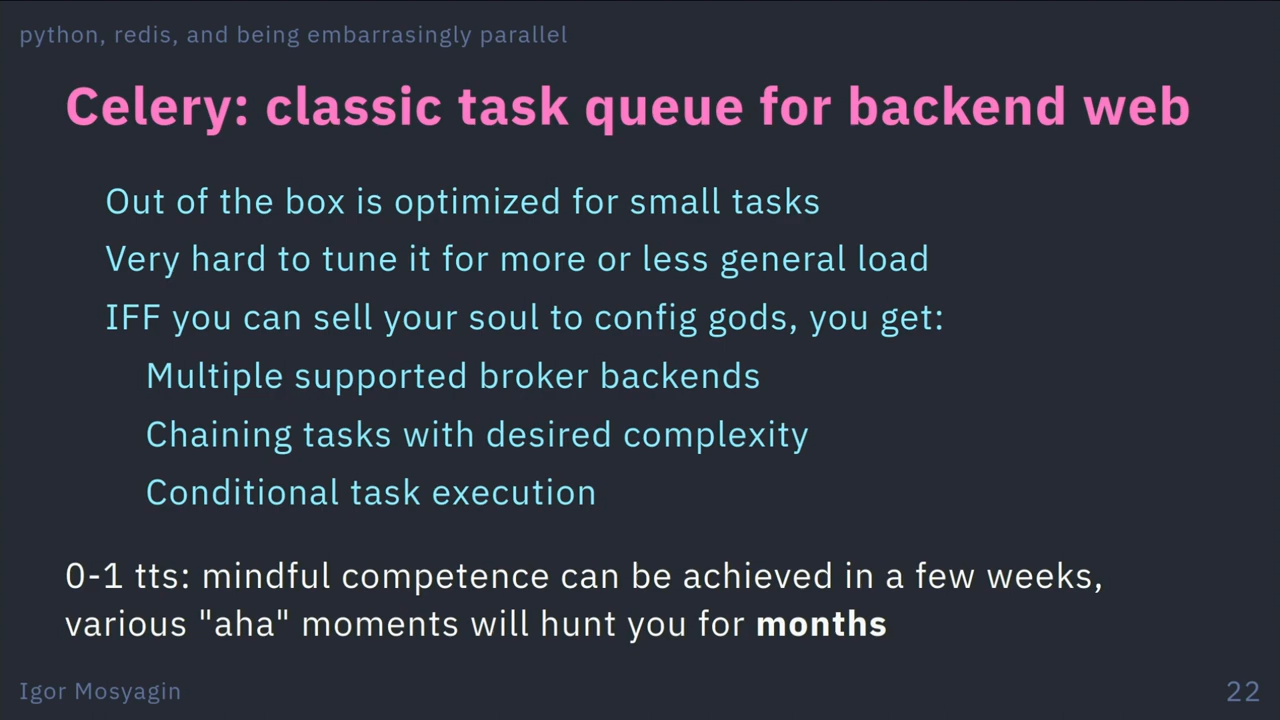 python, redis, and being embarrasingly parallel
Celery: classic task queue for backend web
Out of the box is optimized for small tasks
Very hard to tune it for more or less general load
IFF you can sell your soul to config gods, you get:
Multiple supported broker backends
Chaining tasks with desired complexity
Conditional task execution
0-1 tts: mindful competence can be achieved in a few weeks,
various "aha" moments will hunt you for months
Igor Mosyagin
22